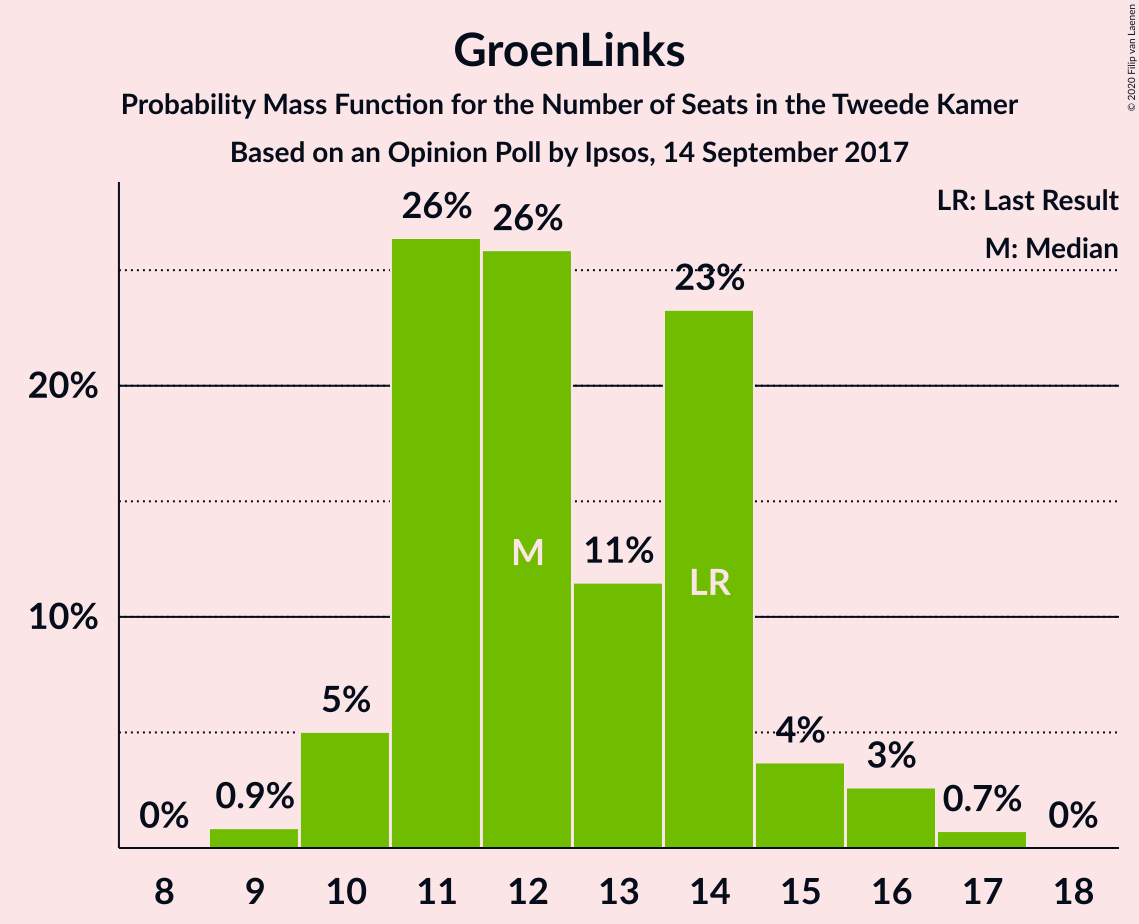 GroenLinks
Probability Mass Function for the Number of Seats in the Tweede Kamer
Based on an Opinion Poll by Ipsos, 14 September 2017
© 2020 Filip van Laenen
LR: Last Result
M: Median
26%
26%
23%
20%
M
11%
LR
10%
5%
4%
3%
0%
0.9%
0.7%
0%
8 9 10 11 12 13 14 15 16 17 18